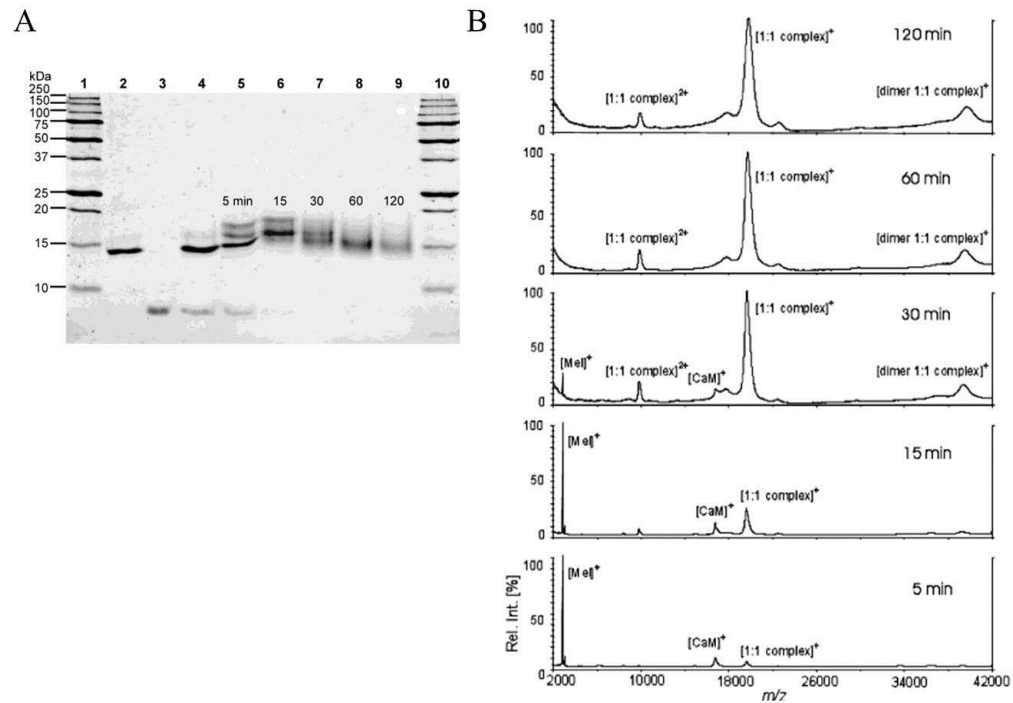 A
kDa
1 2 3 4 5 6 7 8 9 10
250
150
100
75
50
37
25
20
15
10
5 min 15 30 60 120
B
100
50
0
[1:1 complex]2+
[1:1 complex]+
120 min
[dimer 1:1 complex]+
100
50
0
[1:1 complex]2+
[1:1 complex]+
60 min
[dimer 1:1 complex]+
100
50
0
[Mel]+
[1:1 complex]2+
[CaM]+
[1:1 complex]+
30 min
[dimer 1:1 complex]+
100
50
0
[Mel]+
[CaM]+
[1:1 complex]+
15 min
100
50
0
[Mel]+
[CaM]+
[1:1 complex]+
5 min
Rel. Int. [%]
2000 10000 18000 26000 34000 42000
m/z